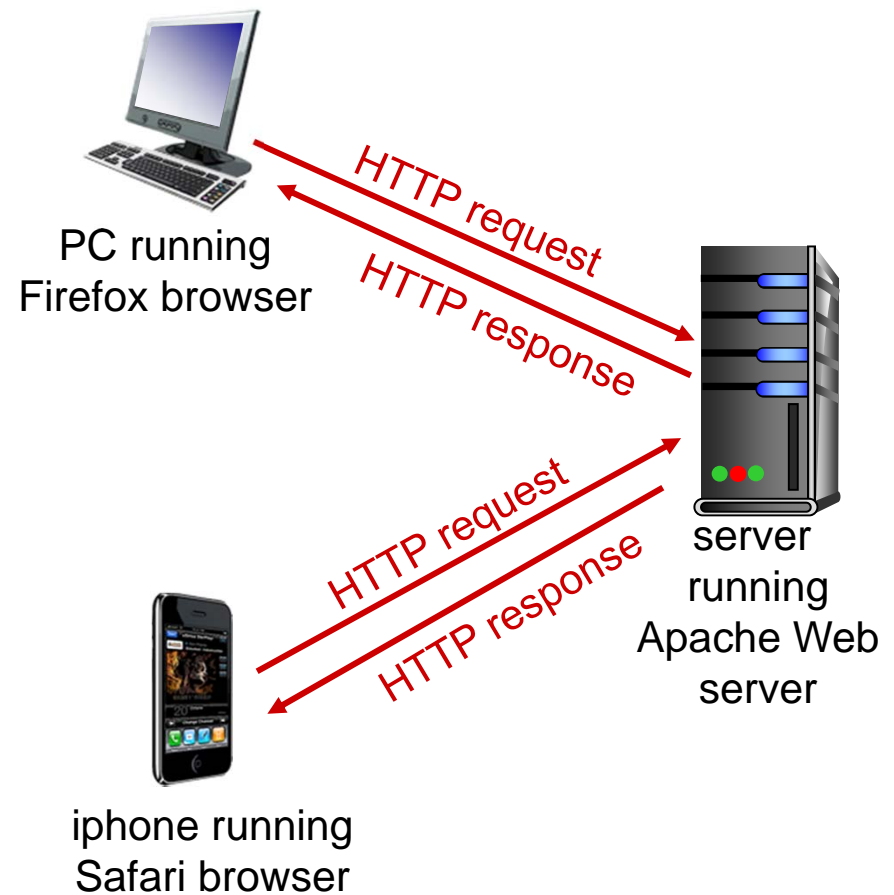 HTTP request
HTTP response
PC running
Firefox browser
HTTP request
HTTP response
server
running
Apache Web
server
iphone running
Safari browser